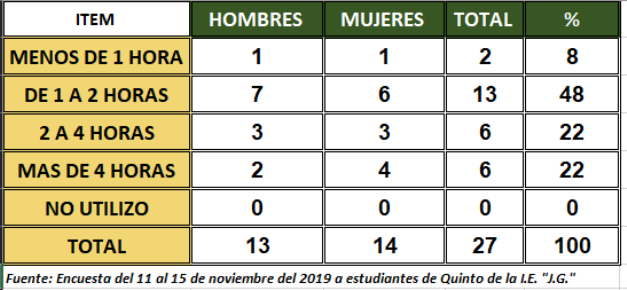 ITEM HOMBRES MUJERES TOTAL %
MENOS DE 1 HORA 1 1 2 8
DE 1 A 2 HORAS 7 6 13 48
2 A 4 HORAS 3 3 6 22
MAS DE 4 HORAS 2 4 6 22
NO UTILIZO 0 0 0 0
TOTAL 13 14 27 100
Fuente: Encuesta del 11 al 15 de noviembre del 2019 a estudiantes de Quinto de la I.E. "J.G."